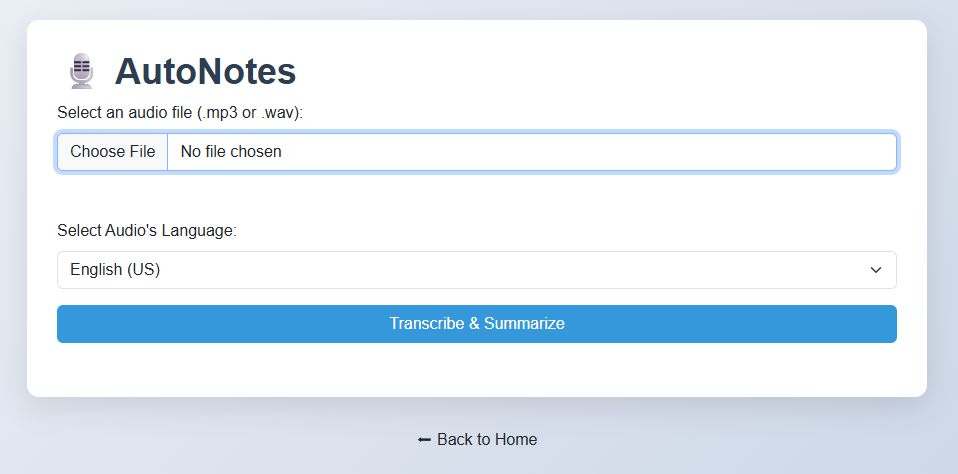 AutoNotes
Select an audio file (.mp3 or .wav):
Choose File No file chosen
Select Audio's Language:
English (US)
Transcribe & Summarize
⬅ Back to Home